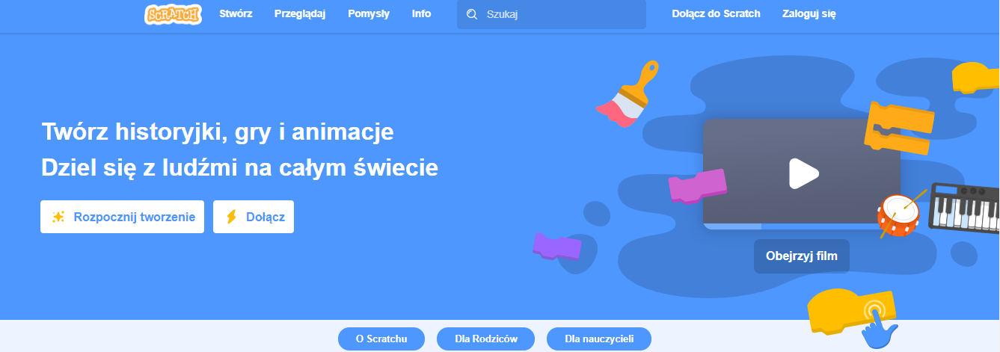 SCRATCH Stwórz Przeglądaj Pomysły Info Szukaj Dołącz do Scratch Zaloguj się
Twórz historyjki, gry i animacje
Dziel się z ludźmi na całym świecie
Rozpocznij tworzenie Dołącz
Obejrzyj film
O Scratchu Dla Rodziców Dla nauczycieli